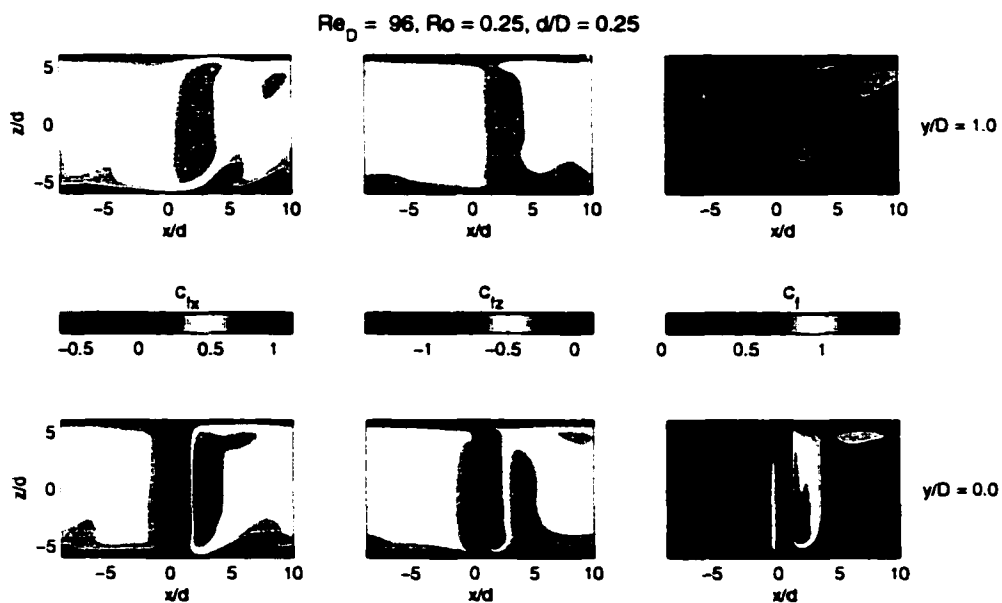 Re_D = 96, Ro = 0.25, d/D = 0.25
z/d
5
0
−5
−5 0 5 10
x/d
−5 0 5 10
x/d
−5 0 5 10
x/d
y/D = 1.0
C_fx
−0.5 0 0.5 1
C_fz
−1 −0.5 0
C_f
0 0.5 1
z/d
5
0
−5
−5 0 5 10
x/d
−5 0 5 10
x/d
−5 0 5 10
x/d
y/D = 0.0